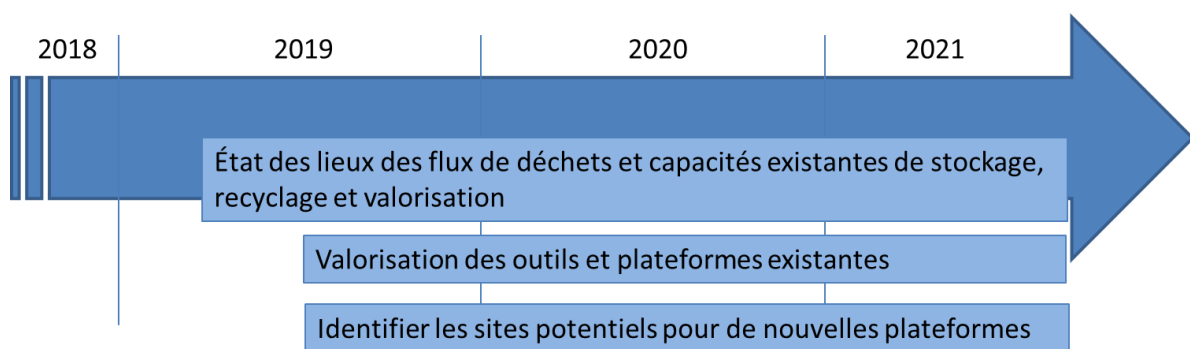 2018 2019 2020 2021
État des lieux des flux de déchets et capacités existantes de stockage,
recyclage et valorisation
Valorisation des outils et plateformes existantes
Identifier les sites potentiels pour de nouvelles plateformes